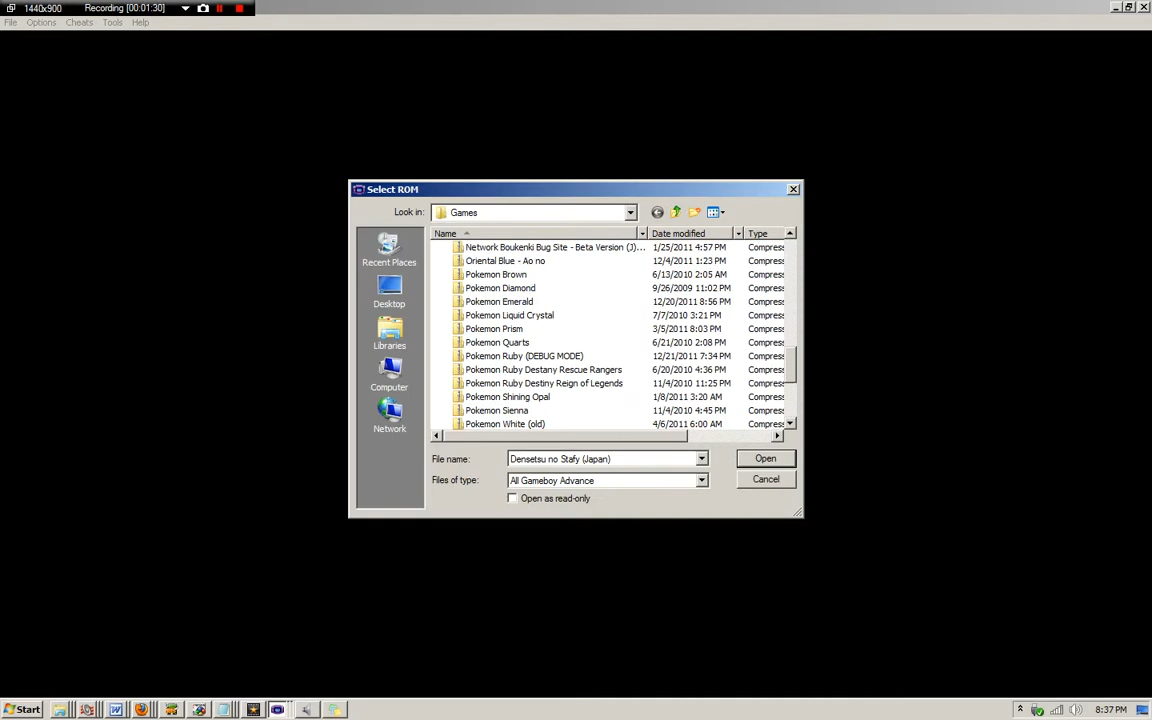 1440x900 Recording [00:01:30]
File Options Cheats Tools Help
Select ROM
Look in: Games
Name Date modified Type
Network Boukenki Bug Site - Beta Version (J)... 1/25/2011 4:57 PM Compress
Oriental Blue - Ao no 12/4/2011 1:23 PM Compress
Pokemon Brown 6/13/2010 2:05 AM Compress
Pokemon Diamond 9/26/2009 11:02 PM Compress
Pokemon Emerald 12/20/2011 8:56 PM Compress
Pokemon Liquid Crystal 7/7/2010 3:21 PM Compress
Pokemon Prism 3/5/2011 8:03 PM Compress
Pokemon Quarts 6/21/2010 2:08 PM Compress
Pokemon Ruby (DEBUG MODE) 12/21/2011 7:34 PM Compress
Pokemon Ruby Destany Rescue Rangers 6/20/2010 4:36 PM Compress
Pokemon Ruby Destiny Reign of Legends 11/4/2010 11:25 PM Compress
Pokemon Shining Opal 1/8/2011 3:20 AM Compress
Pokemon Sienna 11/4/2010 4:45 PM Compress
Pokemon White (old) 4/6/2011 6:00 AM Compress
Recent Places
Desktop
Libraries
Computer
Network
File name: Densetsu no Stafy (Japan) Open
Files of type: All Gameboy Advance Cancel
Open as read-only
Start 8:37 PM